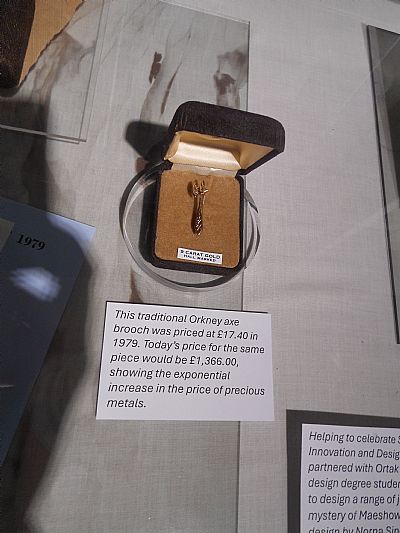 1979
9 CARAT GOLD
HALL MARKED
This traditional Orkney axe
brooch was priced at £17.40 in
1979. Today's price for the same
piece would be £1,366.00,
showing the exponential
increase in the price of precious
metals.
Helping to celebrate
Innovation and Desig
partnered with Ortak
design degree studen
to design a range of j
mystery of Maeshow
design by Norna Sin